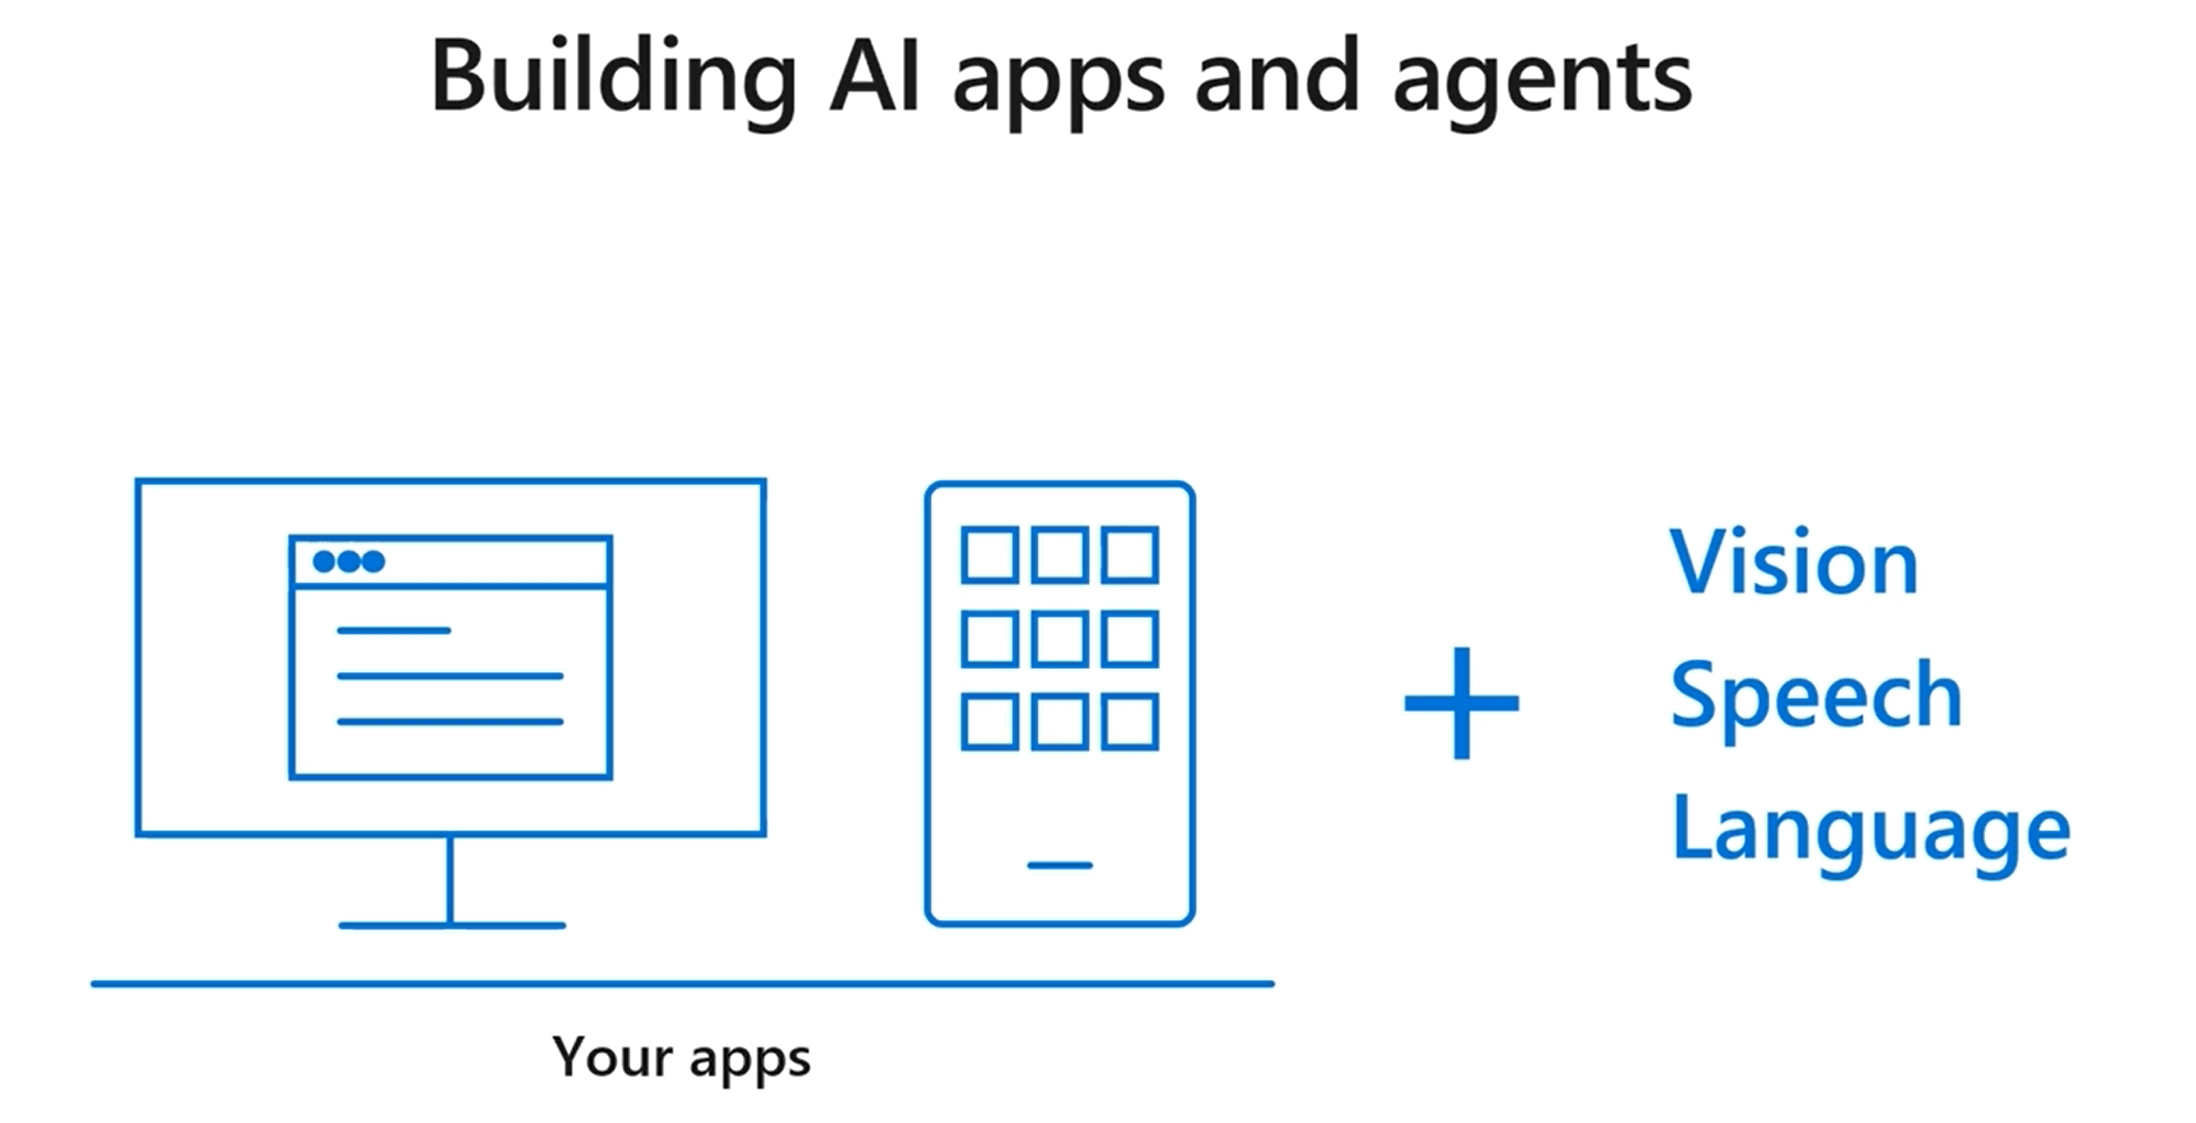 Building AI apps and agents
Vision
Speech
Language
Your apps